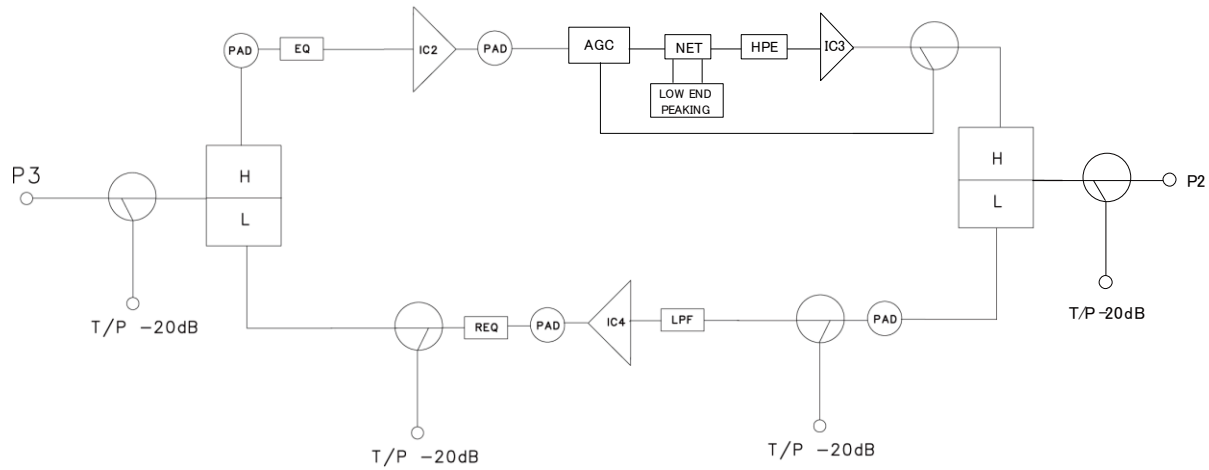 PAD
EQ
IC2
PAD
AGC
NET
HPE
IC3
LOW END
PEAKING
H
L
P3
H
L
P2
T/P -20dB
T/P-20dB
REQ
PAD
IC4
LPF
PAD
T/P -20dB
T/P -20dB